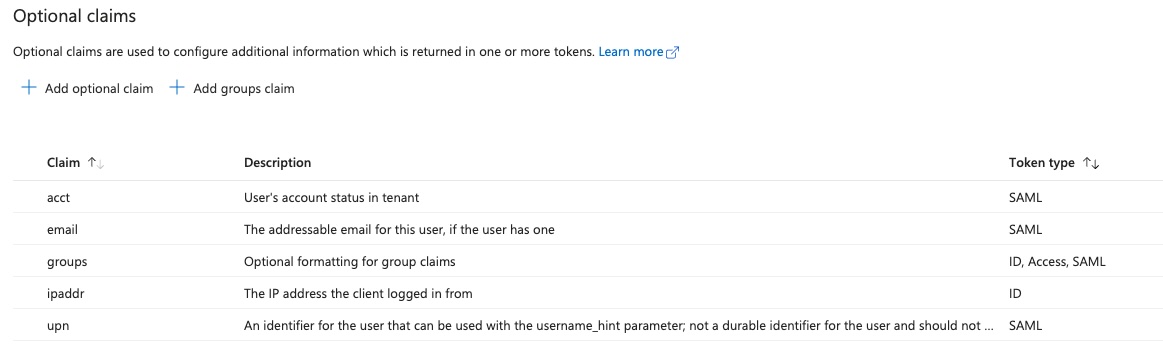 Optional claims
Optional claims are used to configure additional information which is returned in one or more tokens. Learn more
Add optional claim Add groups claim
Claim Description Token type
acct User's account status in tenant SAML
email The addressable email for this user, if the user has one SAML
groups Optional formatting for group claims ID, Access, SAML
ipaddr The IP address the client logged in from ID
upn An identifier for the user that can be used with the username_hint parameter; not a durable identifier for the user and should not ... SAML